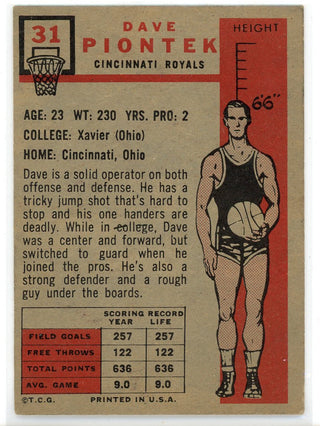 31
DAVE
PIONTEK
CINCINNATI ROYALS
HEIGHT
6'6"
AGE: 23 WT: 230 YRS. PRO: 2
COLLEGE: Xavier (Ohio)
HOME: Cincinnati, Ohio
Dave is a solid operator on both
offense and defense. He has a
tricky jump shot that's hard to
stop and his one handers are
deadly. While in college, Dave
was a center and forward, but
switched to guard when he
joined the pros. He's also a
strong defender and a rough
guy under the boards.
SCORING RECORD
YEAR LIFE
FIELD GOALS 257 257
FREE THROWS 122 122
TOTAL POINTS 636 636
AVG. GAME 9.0 9.0
©T.C.G. PRINTED IN U.S.A.